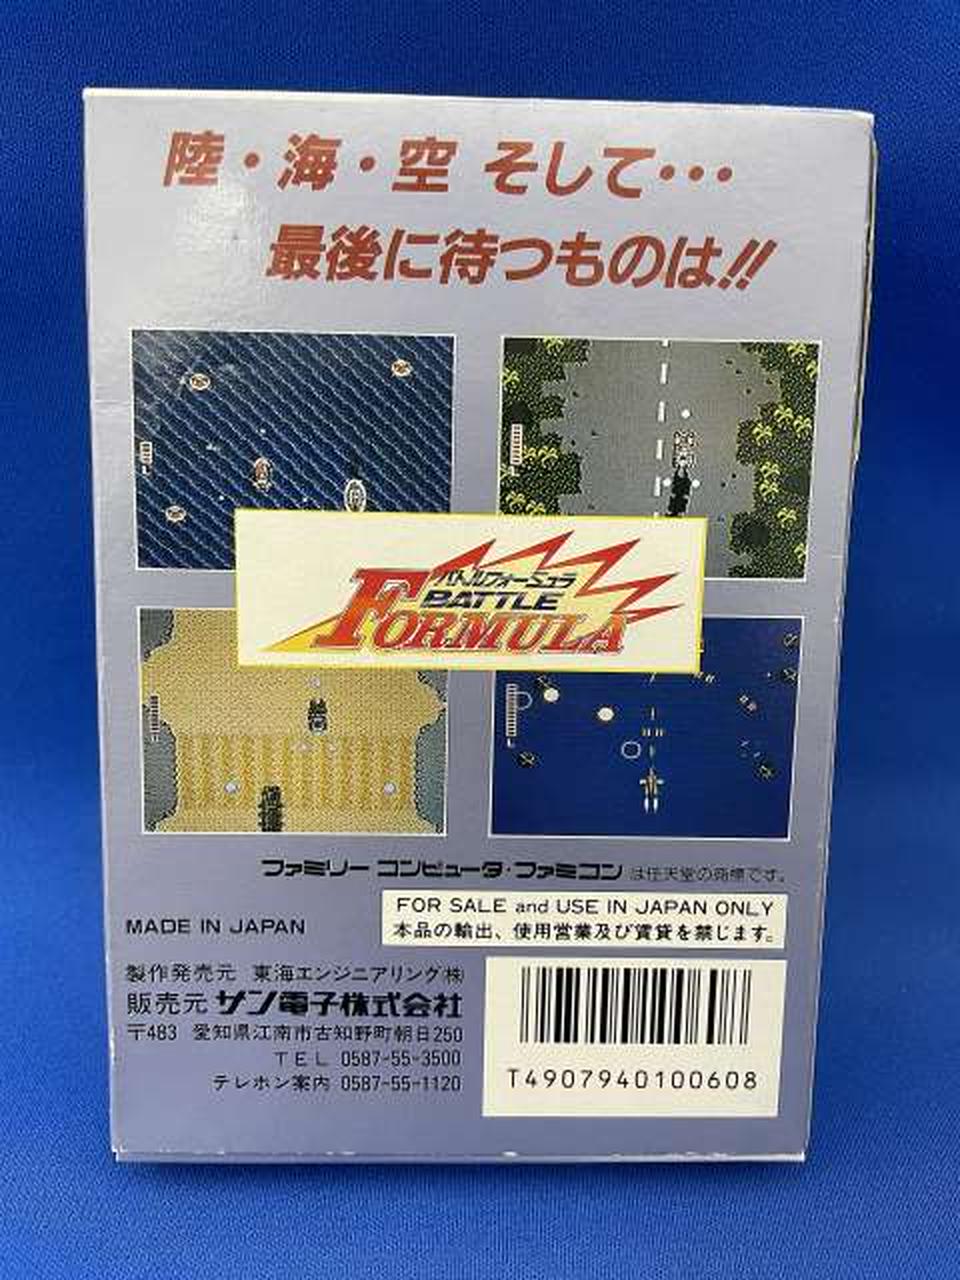 陸・海・空 そして・・・
最後に待つものは!!
バトルフォーミュラ
BATTLE
FORMULA
ファミリー コンピュータ・ファミコン は任天堂の商標です。
FOR SALE and USE IN JAPAN ONLY
本品の輸出、使用営業及び賃貸を禁じます。
MADE IN JAPAN
製作発売元 東海エンジニアリング(株)
販売元 サン電子株式会社
〒483 愛知県江南市古知野町朝日250
TEL 0587-55-3500
テレホン案内 0587-55-1120
T4907940100608